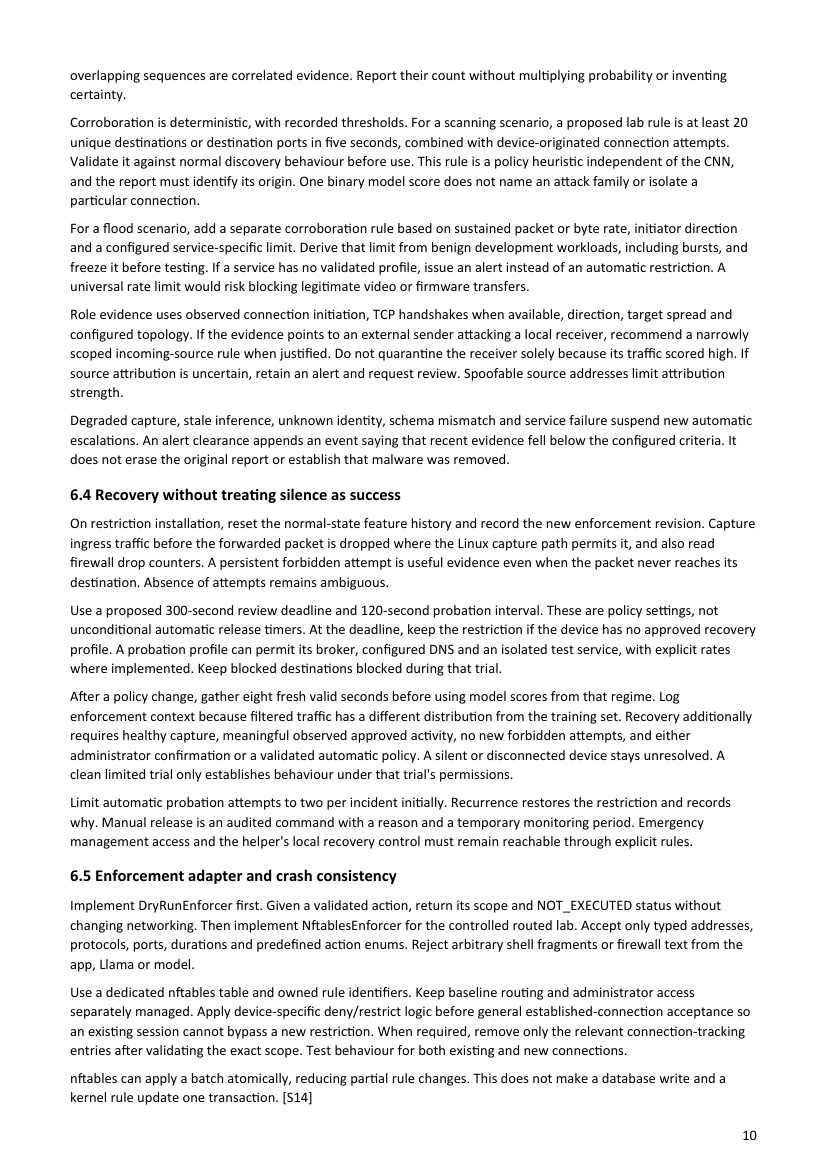 overlapping sequences are correlated evidence. Report their count without multiplying probability or inventing
certainty.
Corroboration is deterministic, with recorded thresholds. For a scanning scenario, a proposed lab rule is at least 20
unique destinations or destination ports in five seconds, combined with device-originated connection attempts.
Validate it against normal discovery behaviour before use. This rule is a policy heuristic independent of the CNN,
and the report must identify its origin. One binary model score does not name an attack family or isolate a
particular connection.
For a flood scenario, add a separate corroboration rule based on sustained packet or byte rate, initiator direction
and a configured service-specific limit. Derive that limit from benign development workloads, including bursts, and
freeze it before testing. If a service has no validated profile, issue an alert instead of an automatic restriction. A
universal rate limit would risk blocking legitimate video or firmware transfers.
Role evidence uses observed connection initiation, TCP handshakes when available, direction, target spread and
configured topology. If the evidence points to an external sender attacking a local receiver, recommend a narrowly
scoped incoming-source rule when justified. Do not quarantine the receiver solely because its traffic scored high. If
source attribution is uncertain, retain an alert and request review. Spoofable source addresses limit attribution
strength.
Degraded capture, stale inference, unknown identity, schema mismatch and service failure suspend new automatic
escalations. An alert clearance appends an event saying that recent evidence fell below the configured criteria. It
does not erase the original report or establish that malware was removed.
6.4 Recovery without treating silence as success
On restriction installation, reset the normal-state feature history and record the new enforcement revision. Capture
ingress traffic before the forwarded packet is dropped where the Linux capture path permits it, and also read
firewall drop counters. A persistent forbidden attempt is useful evidence even when the packet never reaches its
destination. Absence of attempts remains ambiguous.
Use a proposed 300-second review deadline and 120-second probation interval. These are policy settings, not
unconditional automatic release timers. At the deadline, keep the restriction if the device has no approved recovery
profile. A probation profile can permit its broker, configured DNS and an isolated test service, with explicit rates
where implemented. Keep blocked destinations blocked during that trial.
After a policy change, gather eight fresh valid seconds before using model scores from that regime. Log
enforcement context because filtered traffic has a different distribution from the training set. Recovery additionally
requires healthy capture, meaningful observed approved activity, no new forbidden attempts, and either
administrator confirmation or a validated automatic policy. A silent or disconnected device stays unresolved. A
clean limited trial only establishes behaviour under that trial's permissions.
Limit automatic probation attempts to two per incident initially. Recurrence restores the restriction and records
why. Manual release is an audited command with a reason and a temporary monitoring period. Emergency
management access and the helper's local recovery control must remain reachable through explicit rules.
6.5 Enforcement adapter and crash consistency
Implement DryRunEnforcer first. Given a validated action, return its scope and NOT_EXECUTED status without
changing networking. Then implement NftablesEnforcer for the controlled routed lab. Accept only typed addresses,
protocols, ports, durations and predefined action enums. Reject arbitrary shell fragments or firewall text from the
app, Llama or model.
Use a dedicated nftables table and owned rule identifiers. Keep baseline routing and administrator access
separately managed. Apply device-specific deny/restrict logic before general established-connection acceptance so
an existing session cannot bypass a new restriction. When required, remove only the relevant connection-tracking
entries after validating the exact scope. Test behaviour for both existing and new connections.
nftables can apply a batch atomically, reducing partial rule changes. This does not make a database write and a
kernel rule update one transaction. [S14]
10